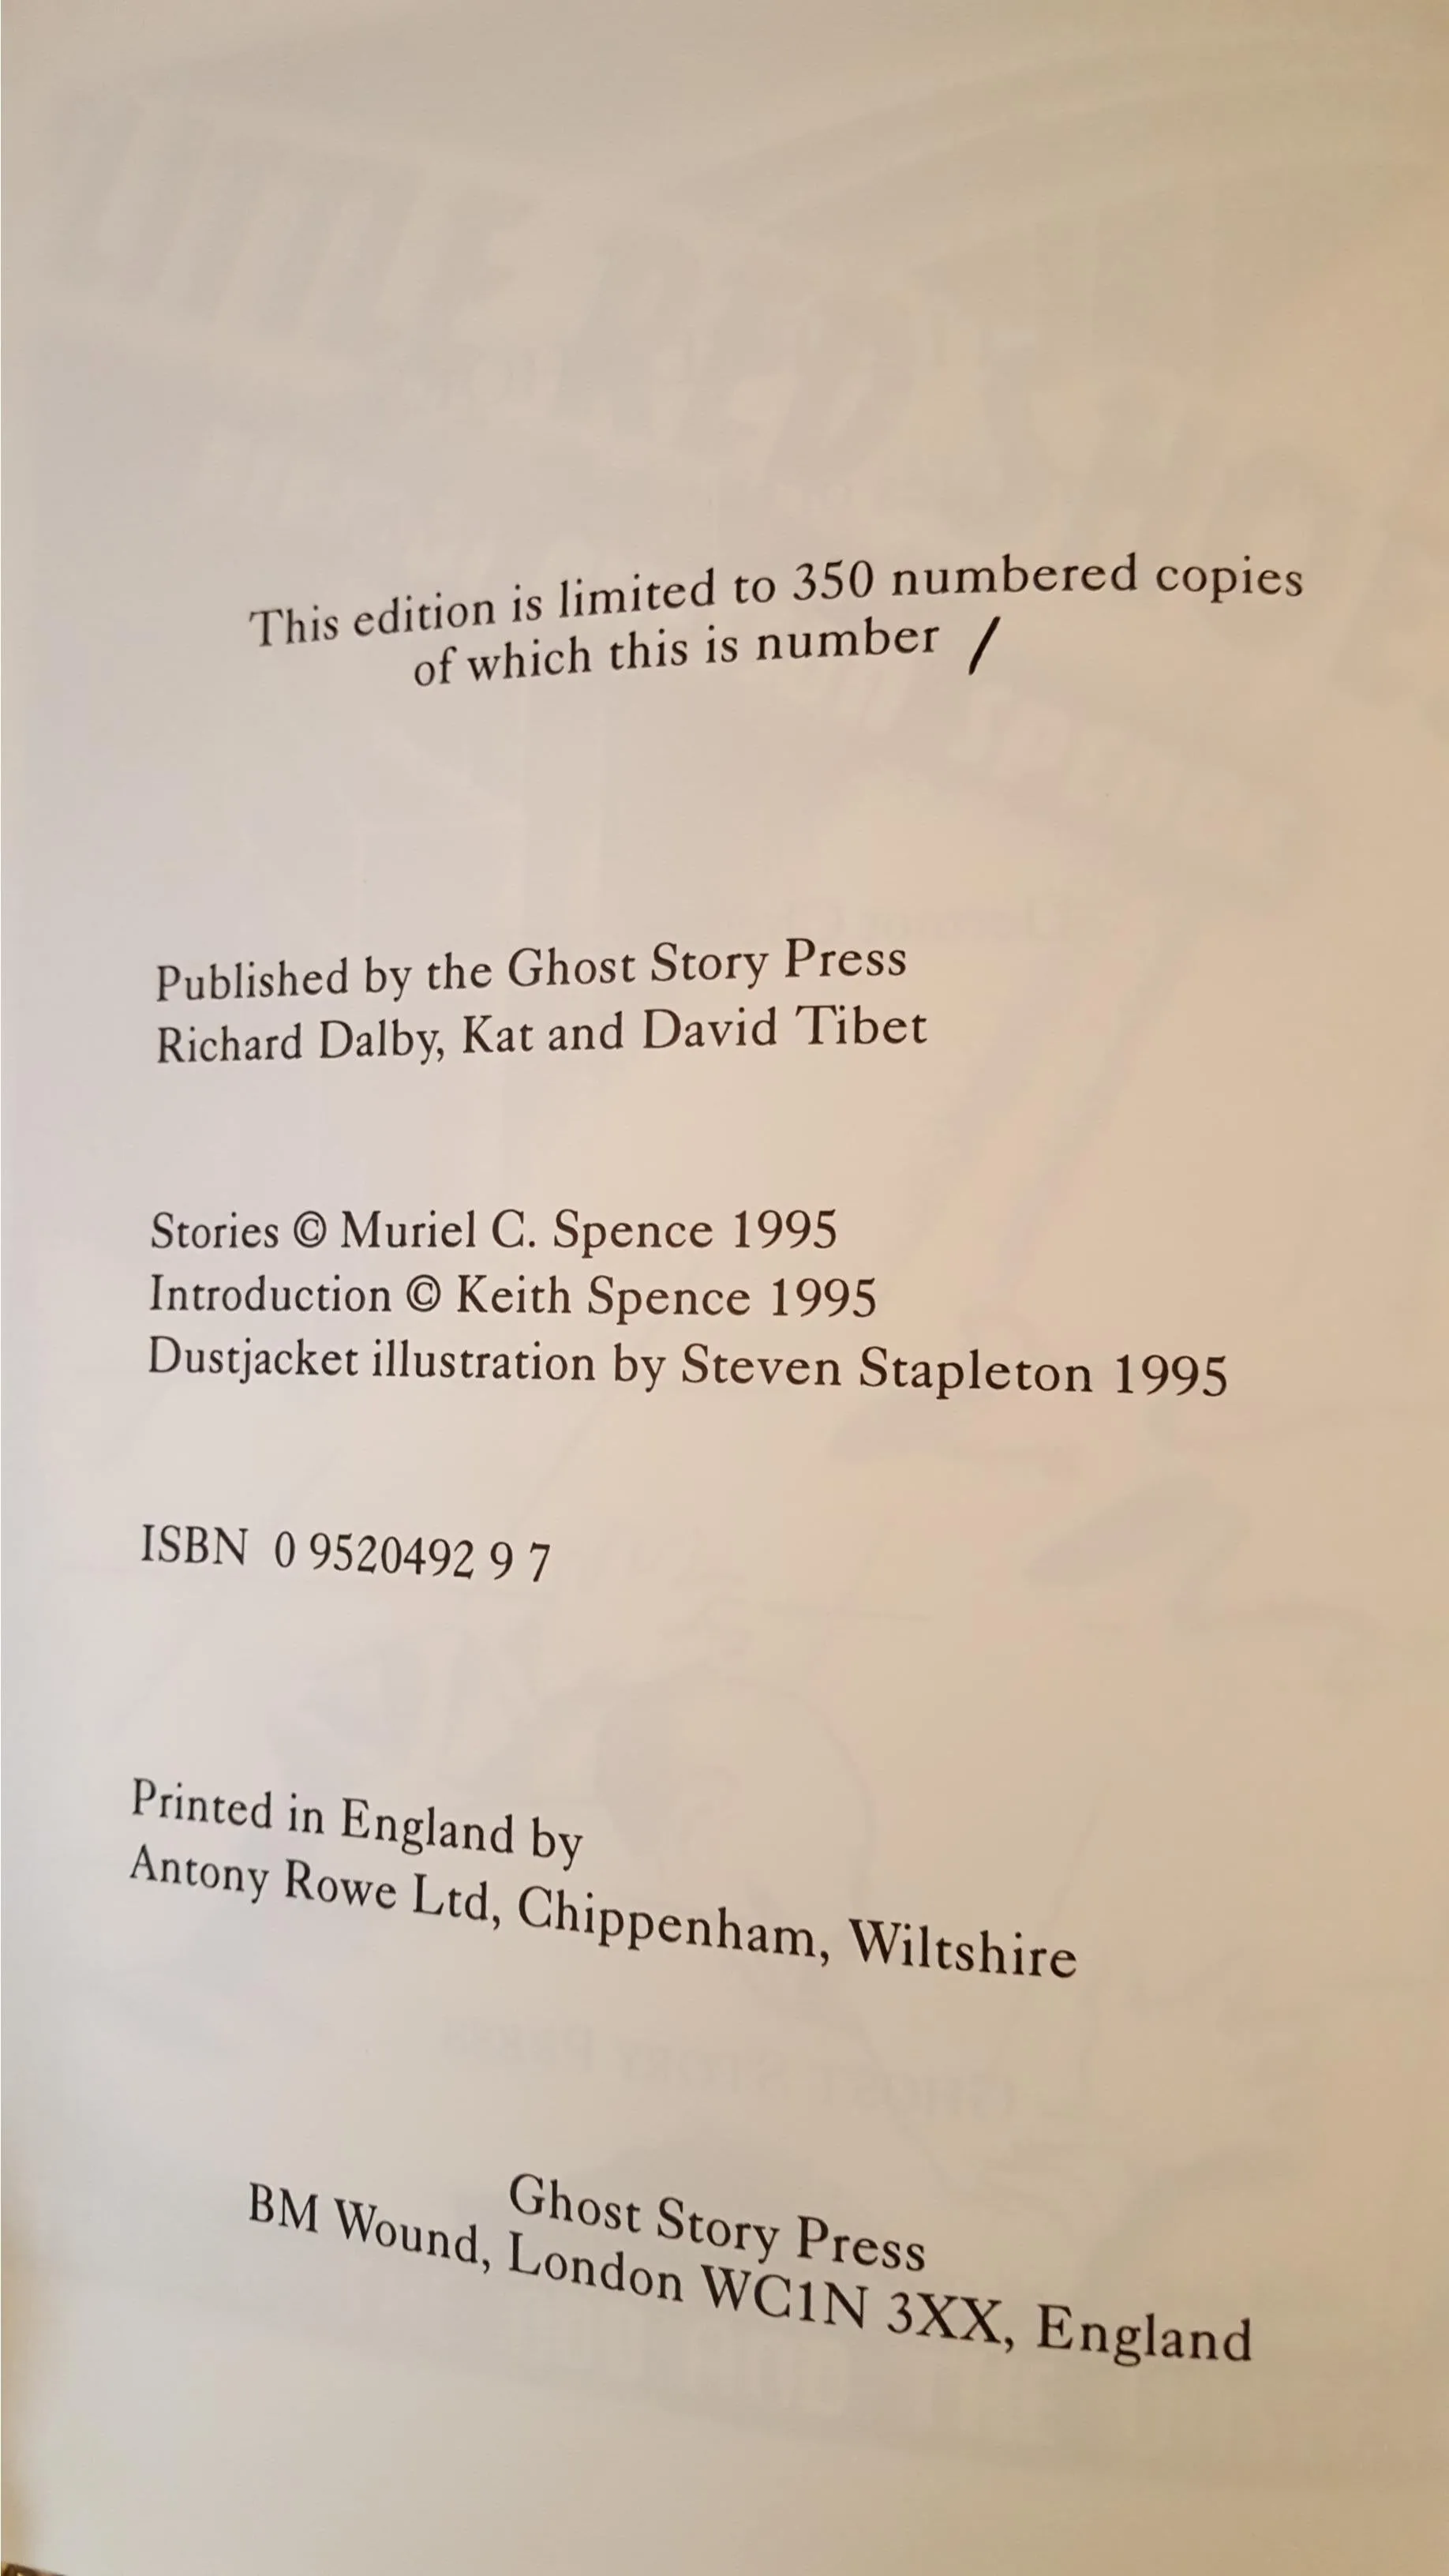 This edition is limited to 350 numbered copies
of which this is number /
Published by the Ghost Story Press
Richard Dalby, Kat and David Tibet
Stories © Muriel C. Spence 1995
Introduction © Keith Spence 1995
Dustjacket illustration by Steven Stapleton 1995
ISBN 0 9520492 9 7
Printed in England by
Antony Rowe Ltd, Chippenham, Wiltshire
Ghost Story Press
BM Wound, London WC1N 3XX, England